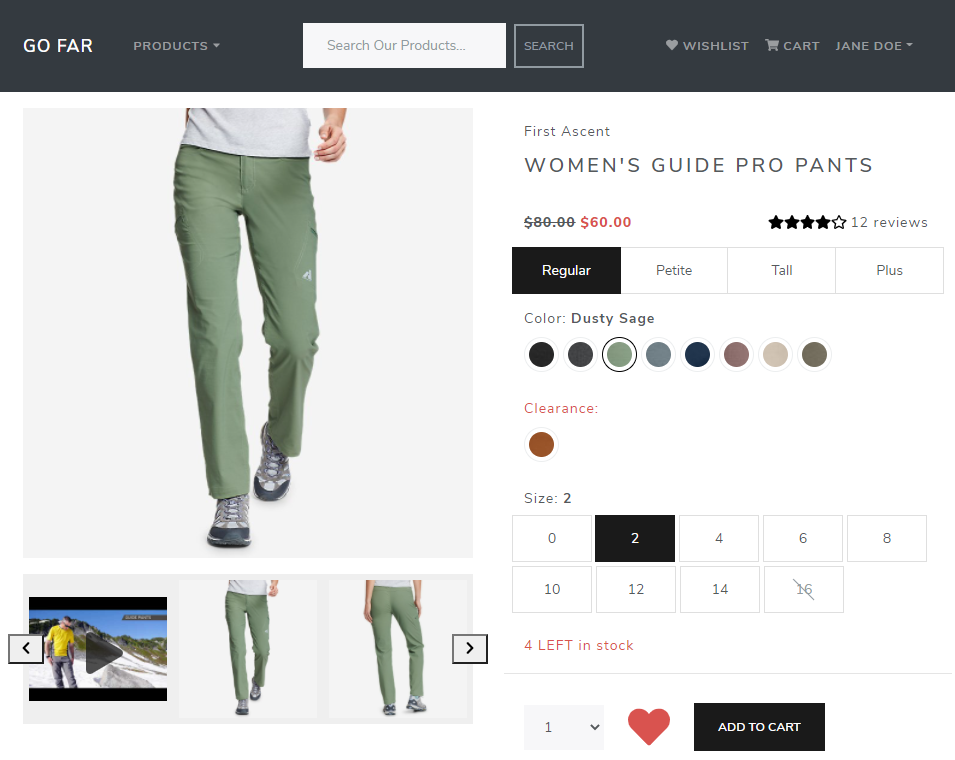 GO FAR
PRODUCTS
Search Our Products...
SEARCH
WISHLIST
CART
JANE DOE
First Ascent
WOMEN'S GUIDE PRO PANTS
$80.00 $60.00
12 reviews
Regular
Petite
Tall
Plus
Color: Dusty Sage
Clearance:
Size: 2
0
2
4
6
8
10
12
14
16
GUIDE PANTS
4 LEFT in stock
1
ADD TO CART